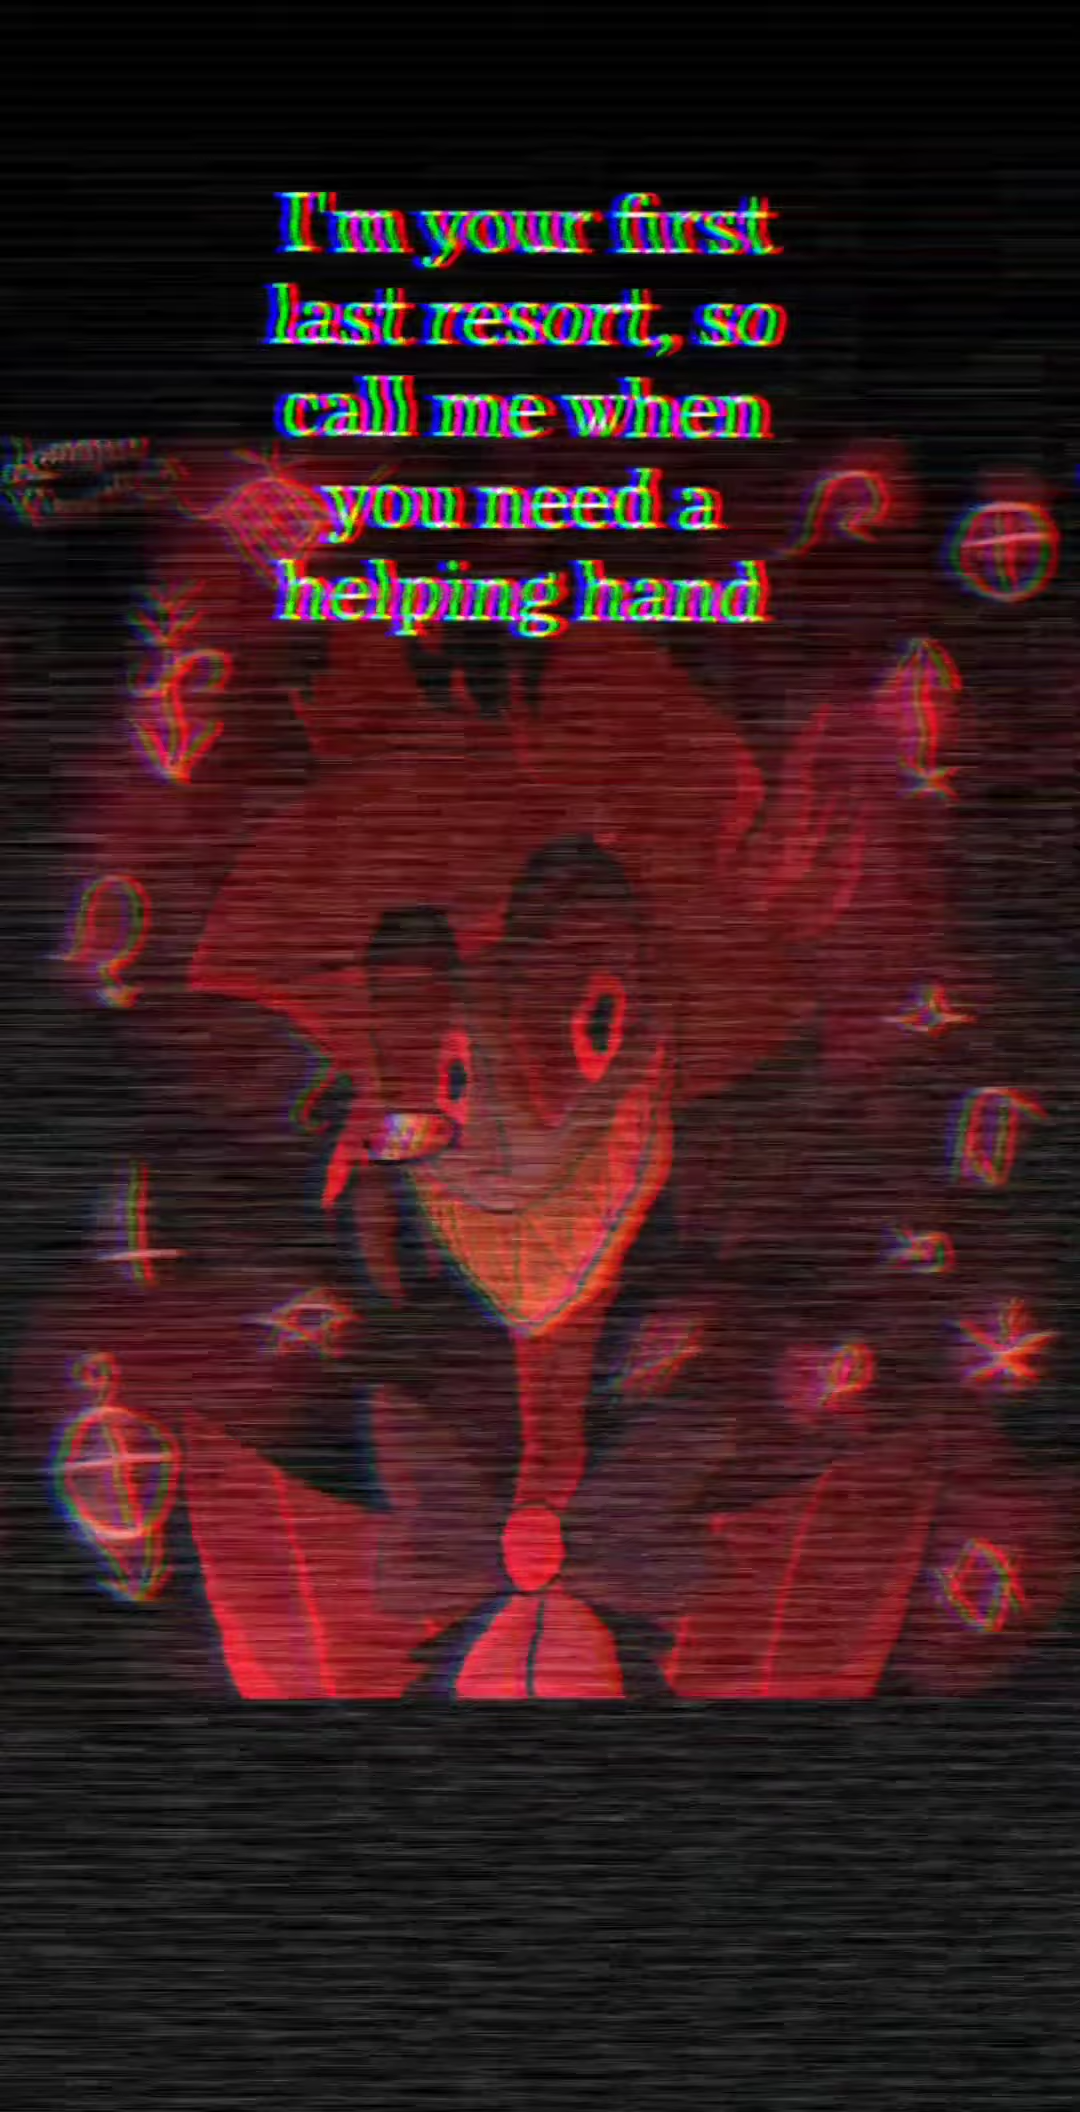 I'm your first
last resort, so
call me when
you need a
helping hand